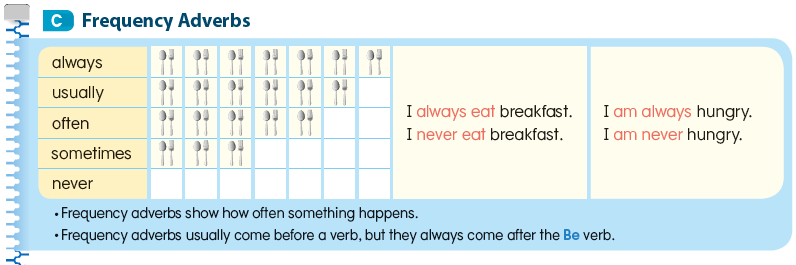 C Frequency Adverbs
always
usually
often
sometimes
never
I always eat breakfast.
I never eat breakfast.
I am always hungry.
I am never hungry.
• Frequency adverbs show how often something happens.
• Frequency adverbs usually come before a verb, but they always come after the Be verb.